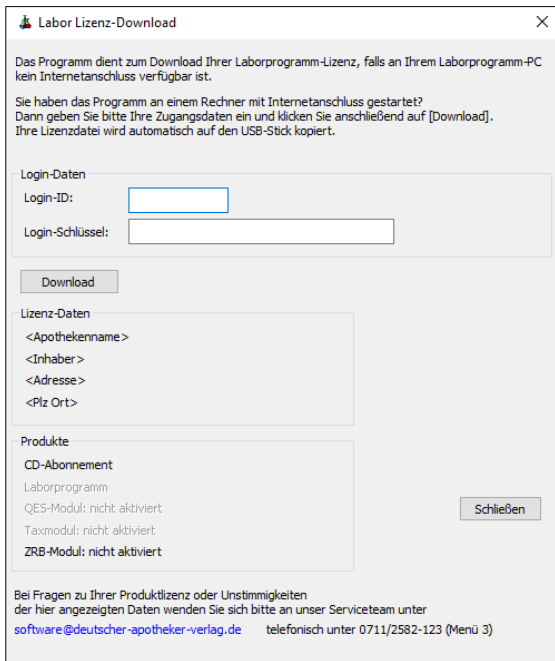 Labor Lizenz-Download
Das Programm dient zum Download Ihrer Laborprogramm-Lizenz, falls an Ihrem Laborprogramm-PC
kein Internetanschluss verfügbar ist.
Sie haben das Programm an einem Rechner mit Internetanschluss gestartet?
Dann geben Sie bitte Ihre Zugangsdaten ein und klicken Sie anschließend auf [Download].
Ihre Lizenzdatei wird automatisch auf den USB-Stick kopiert.
Login-Daten
Login-ID:
Login-Schlüssel:
Download
Lizenz-Daten
<Apothekenname>
<Inhaber>
<Adresse>
<Plz Ort>
Produkte
CD-Abonnement
Laborprogramm
QES-Modul: nicht aktiviert
Taxmodul: nicht aktiviert
ZRB-Modul: nicht aktiviert
Schließen
Bei Fragen zu Ihrer Produktlizenz oder Unstimmigkeiten
der hier angezeigten Daten wenden Sie sich bitte an unser Serviceteam unter
software@deutscher-apotheker-verlag.de telefonisch unter 0711/2582-123 (Menü 3)